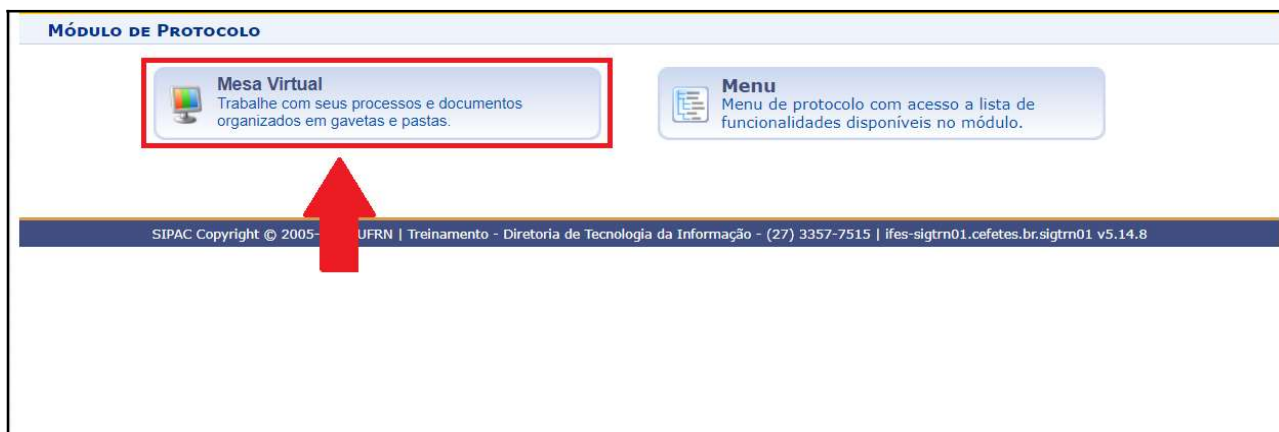 MÓDULO DE PROTOCOLO
Mesa Virtual
Trabalhe com seus processos e documentos
organizados em gavetas e pastas.
Menu
Menu de protocolo com acesso a lista de
funcionalidades disponíveis no módulo.
SIPAC Copyright © 2005- UFRN | Treinamento - Diretoria de Tecnologia da Informação - (27) 3357-7515 | ifes-sigtrn01.cefetes.br.sigtrn01 v5.14.8